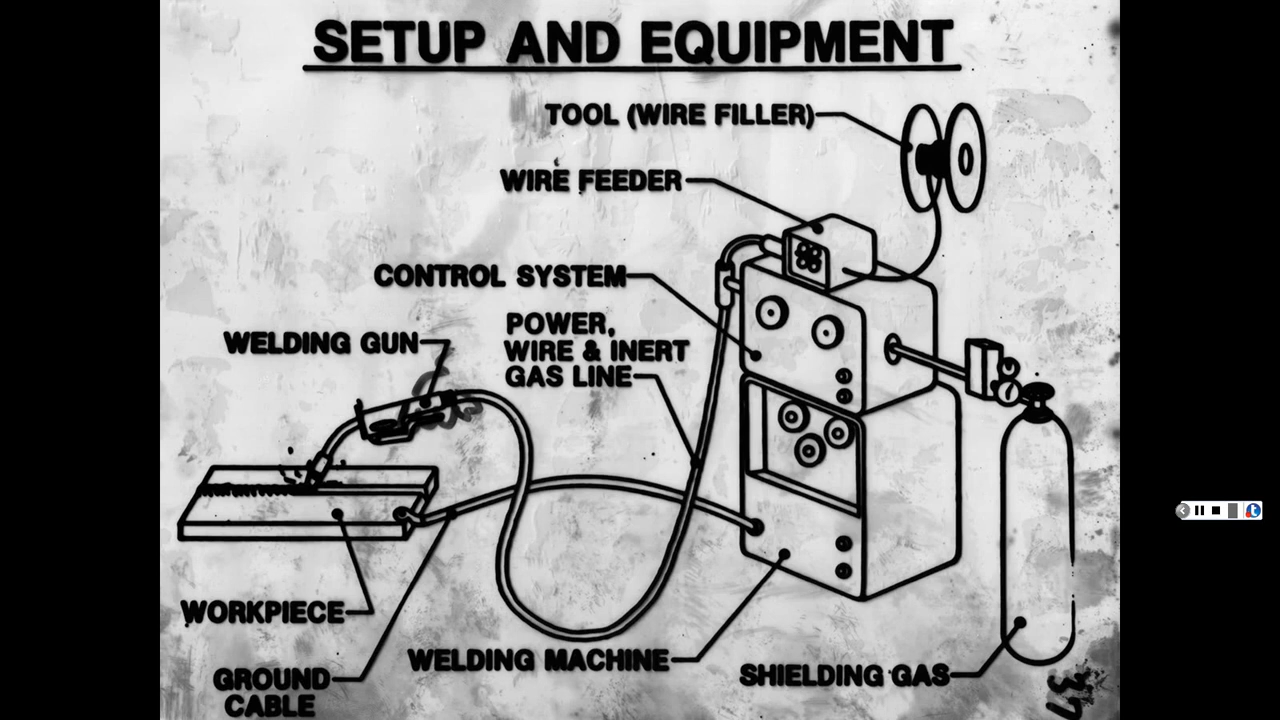 SETUP AND EQUIPMENT
TOOL (WIRE FILLER)
WIRE FEEDER
CONTROL SYSTEM
POWER,
WIRE & INERT
GAS LINE
WELDING GUN
WORKPIECE
GROUND
CABLE
WELDING MACHINE
SHIELDING GAS